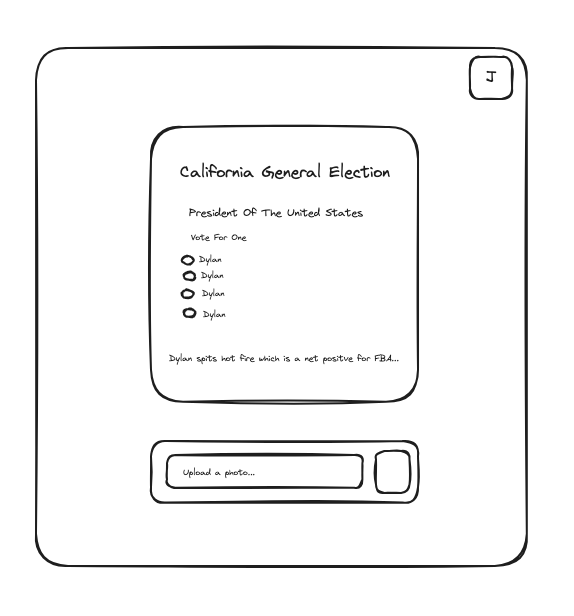 J
California General Election
President Of The United States
Vote For One
Dylan
Dylan
Dylan
Dylan
Dylan spits hot fire which is a net positve for FBA...
Upload a photo...